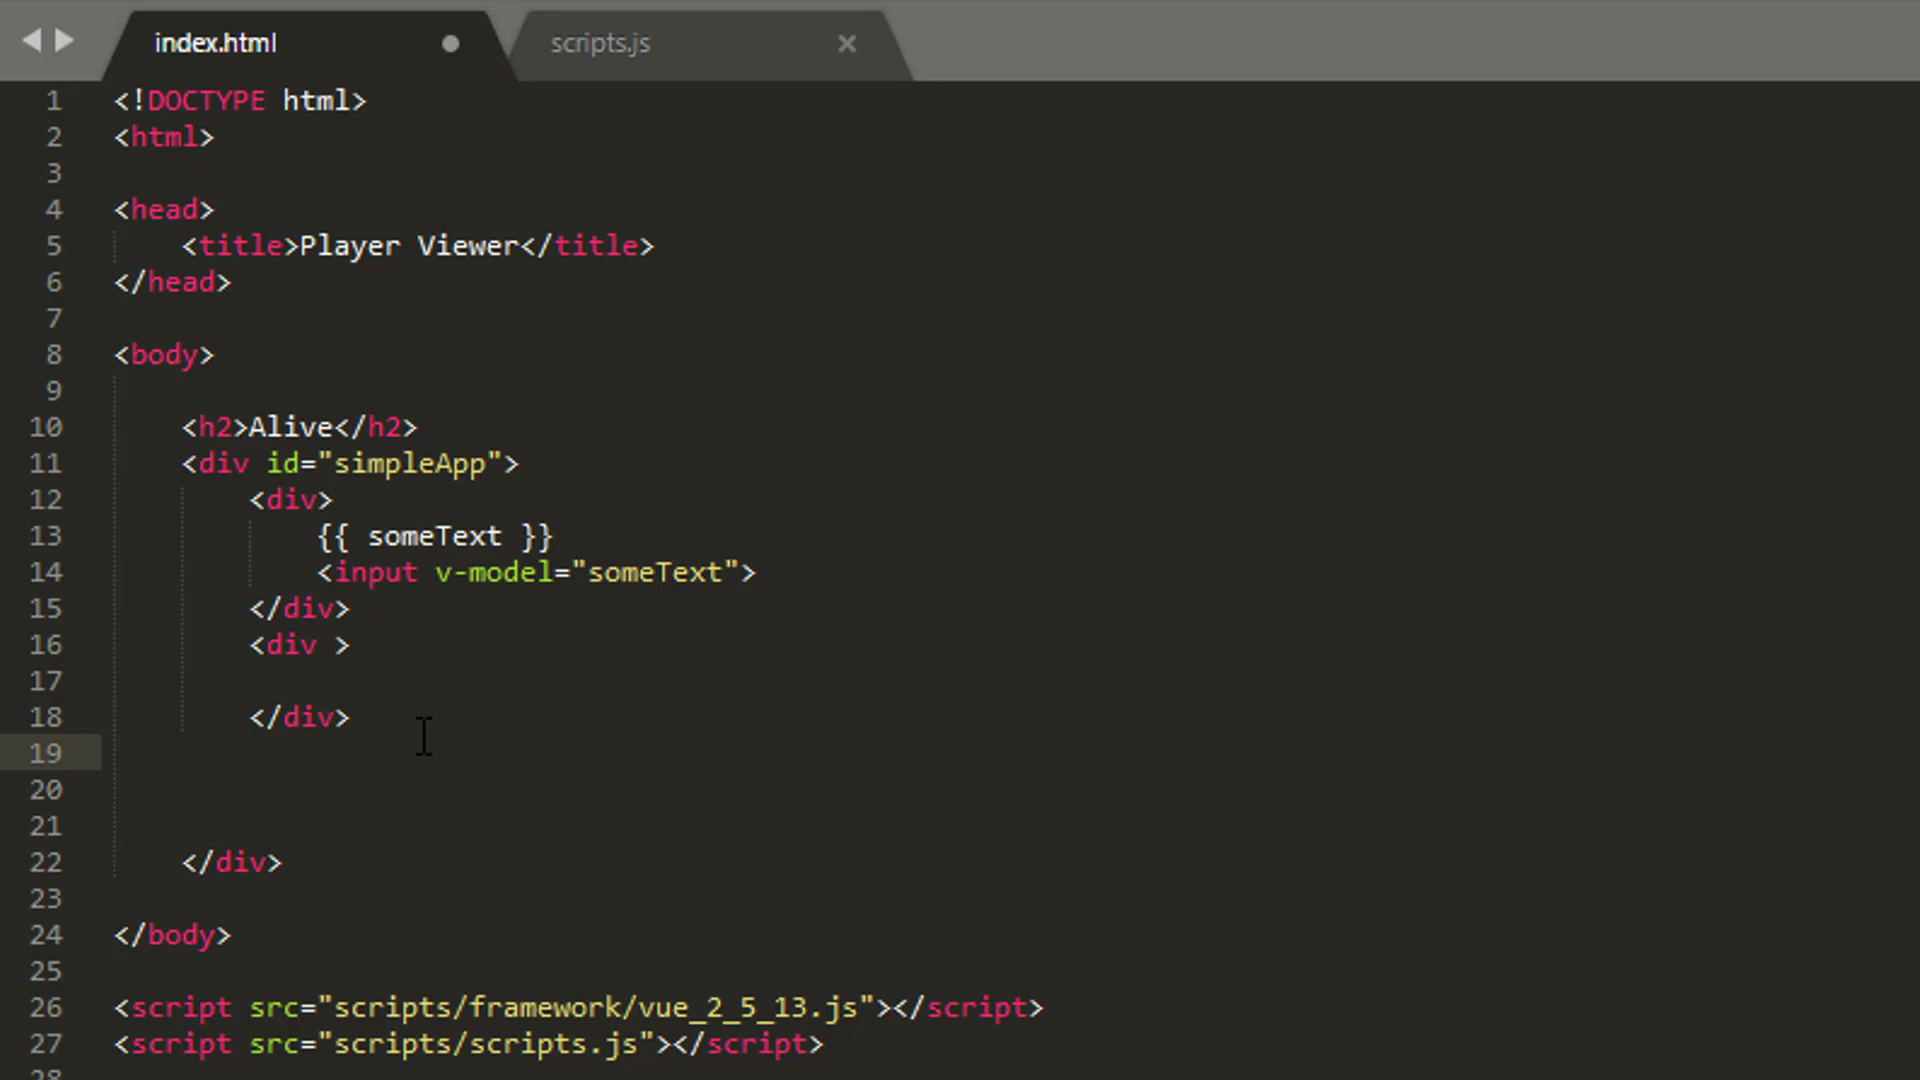 index.html
scripts.js
1 <!DOCTYPE html>
2 <html>
3
4 <head>
5     <title>Player Viewer</title>
6 </head>
7
8 <body>
9
10     <h2>Alive</h2>
11     <div id="simpleApp">
12         <div>
13             {{ someText }}
14             <input v-model="someText">
15         </div>
16         <div >
17
18         </div>
19
20
21
22     </div>
23
24 </body>
25
26 <script src="scripts/framework/vue_2_5_13.js"></script>
27 <script src="scripts/scripts.js"></script>
28